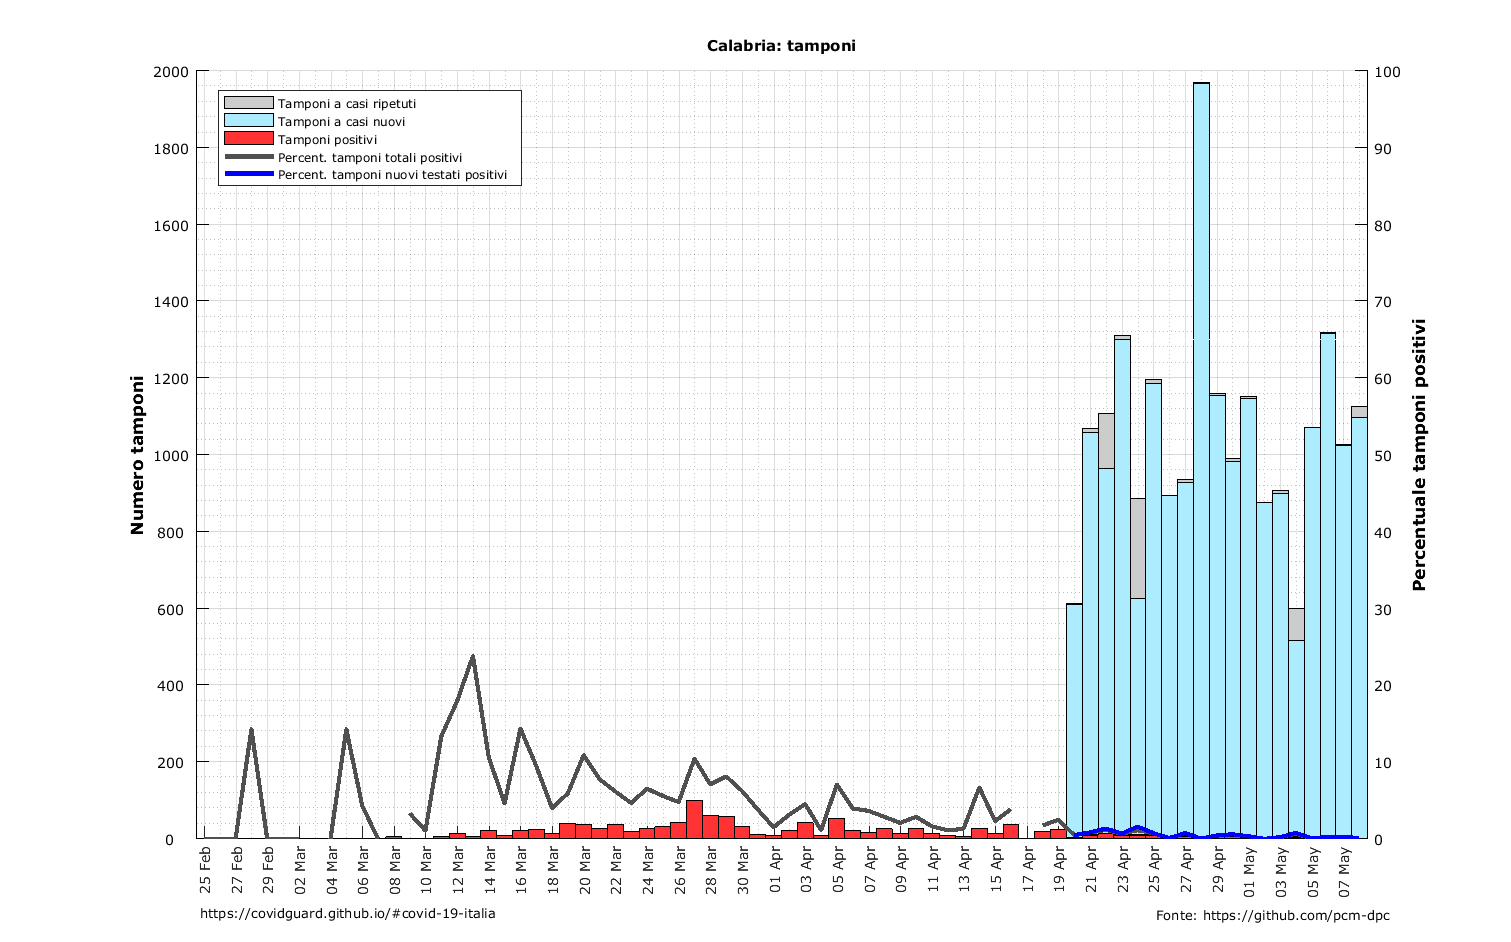 Calabria: tamponi
Tamponi a casi ripetuti
Tamponi a casi nuovi
Tamponi positivi
Percent. tamponi totali positivi
Percent. tamponi nuovi testati positivi
Numero tamponi
2000
1800
1600
1400
1200
1000
800
600
400
200
0
Percentuale tamponi positivi
100
90
80
70
60
50
40
30
20
10
0
25 Feb
27 Feb
29 Feb
02 Mar
04 Mar
06 Mar
08 Mar
10 Mar
12 Mar
14 Mar
16 Mar
18 Mar
20 Mar
22 Mar
24 Mar
26 Mar
28 Mar
30 Mar
01 Apr
03 Apr
05 Apr
07 Apr
09 Apr
11 Apr
13 Apr
15 Apr
17 Apr
19 Apr
21 Apr
23 Apr
25 Apr
27 Apr
29 Apr
01 May
03 May
05 May
07 May
https://covidguard.github.io/#covid-19-italia
Fonte: https://github.com/pcm-dpc